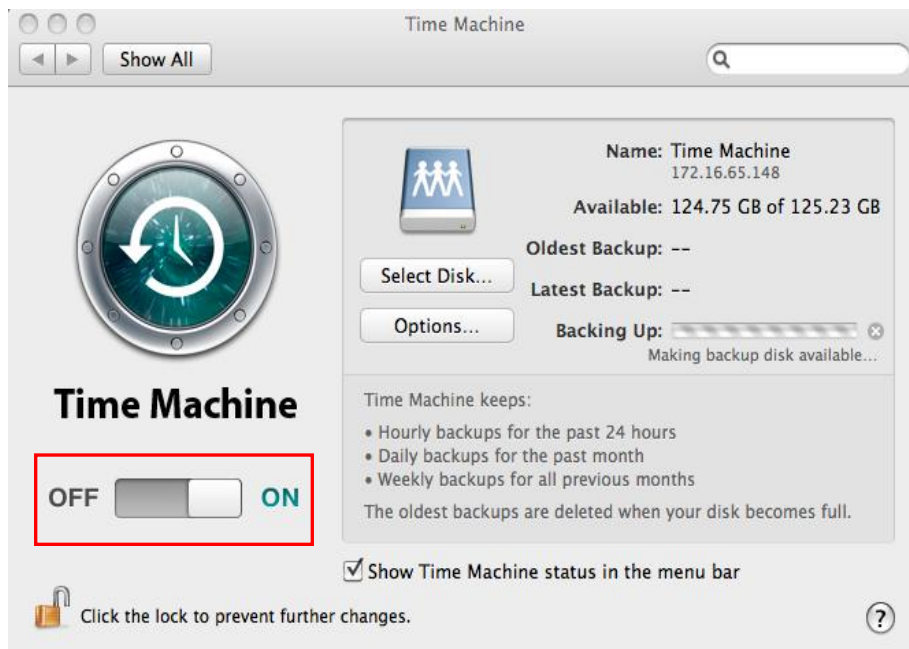 Time Machine
Show All
Name: Time Machine
172.16.65.148
Available: 124.75 GB of 125.23 GB
Oldest Backup: --
Select Disk...
Latest Backup: --
Options...
Backing Up:
Making backup disk available...
Time Machine
Time Machine keeps:
• Hourly backups for the past 24 hours
• Daily backups for the past month
• Weekly backups for all previous months
The oldest backups are deleted when your disk becomes full.
OFF ON
Show Time Machine status in the menu bar
Click the lock to prevent further changes.
?